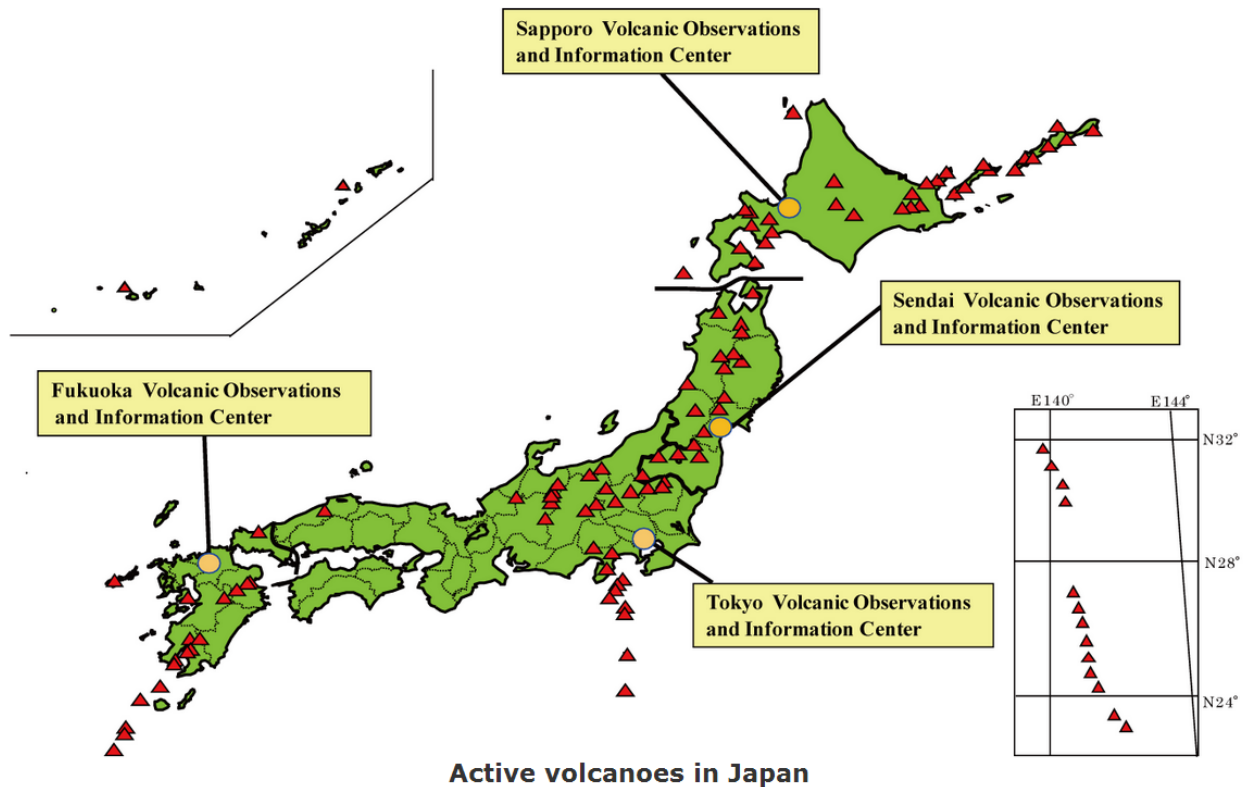 Sapporo Volcanic Observations
and Information Center
Sendai Volcanic Observations
and Information Center
Fukuoka Volcanic Observations
and Information Center
E140° E144°
N32°
N28°
Tokyo Volcanic Observations
and Information Center
N24°
Active volcanoes in Japan